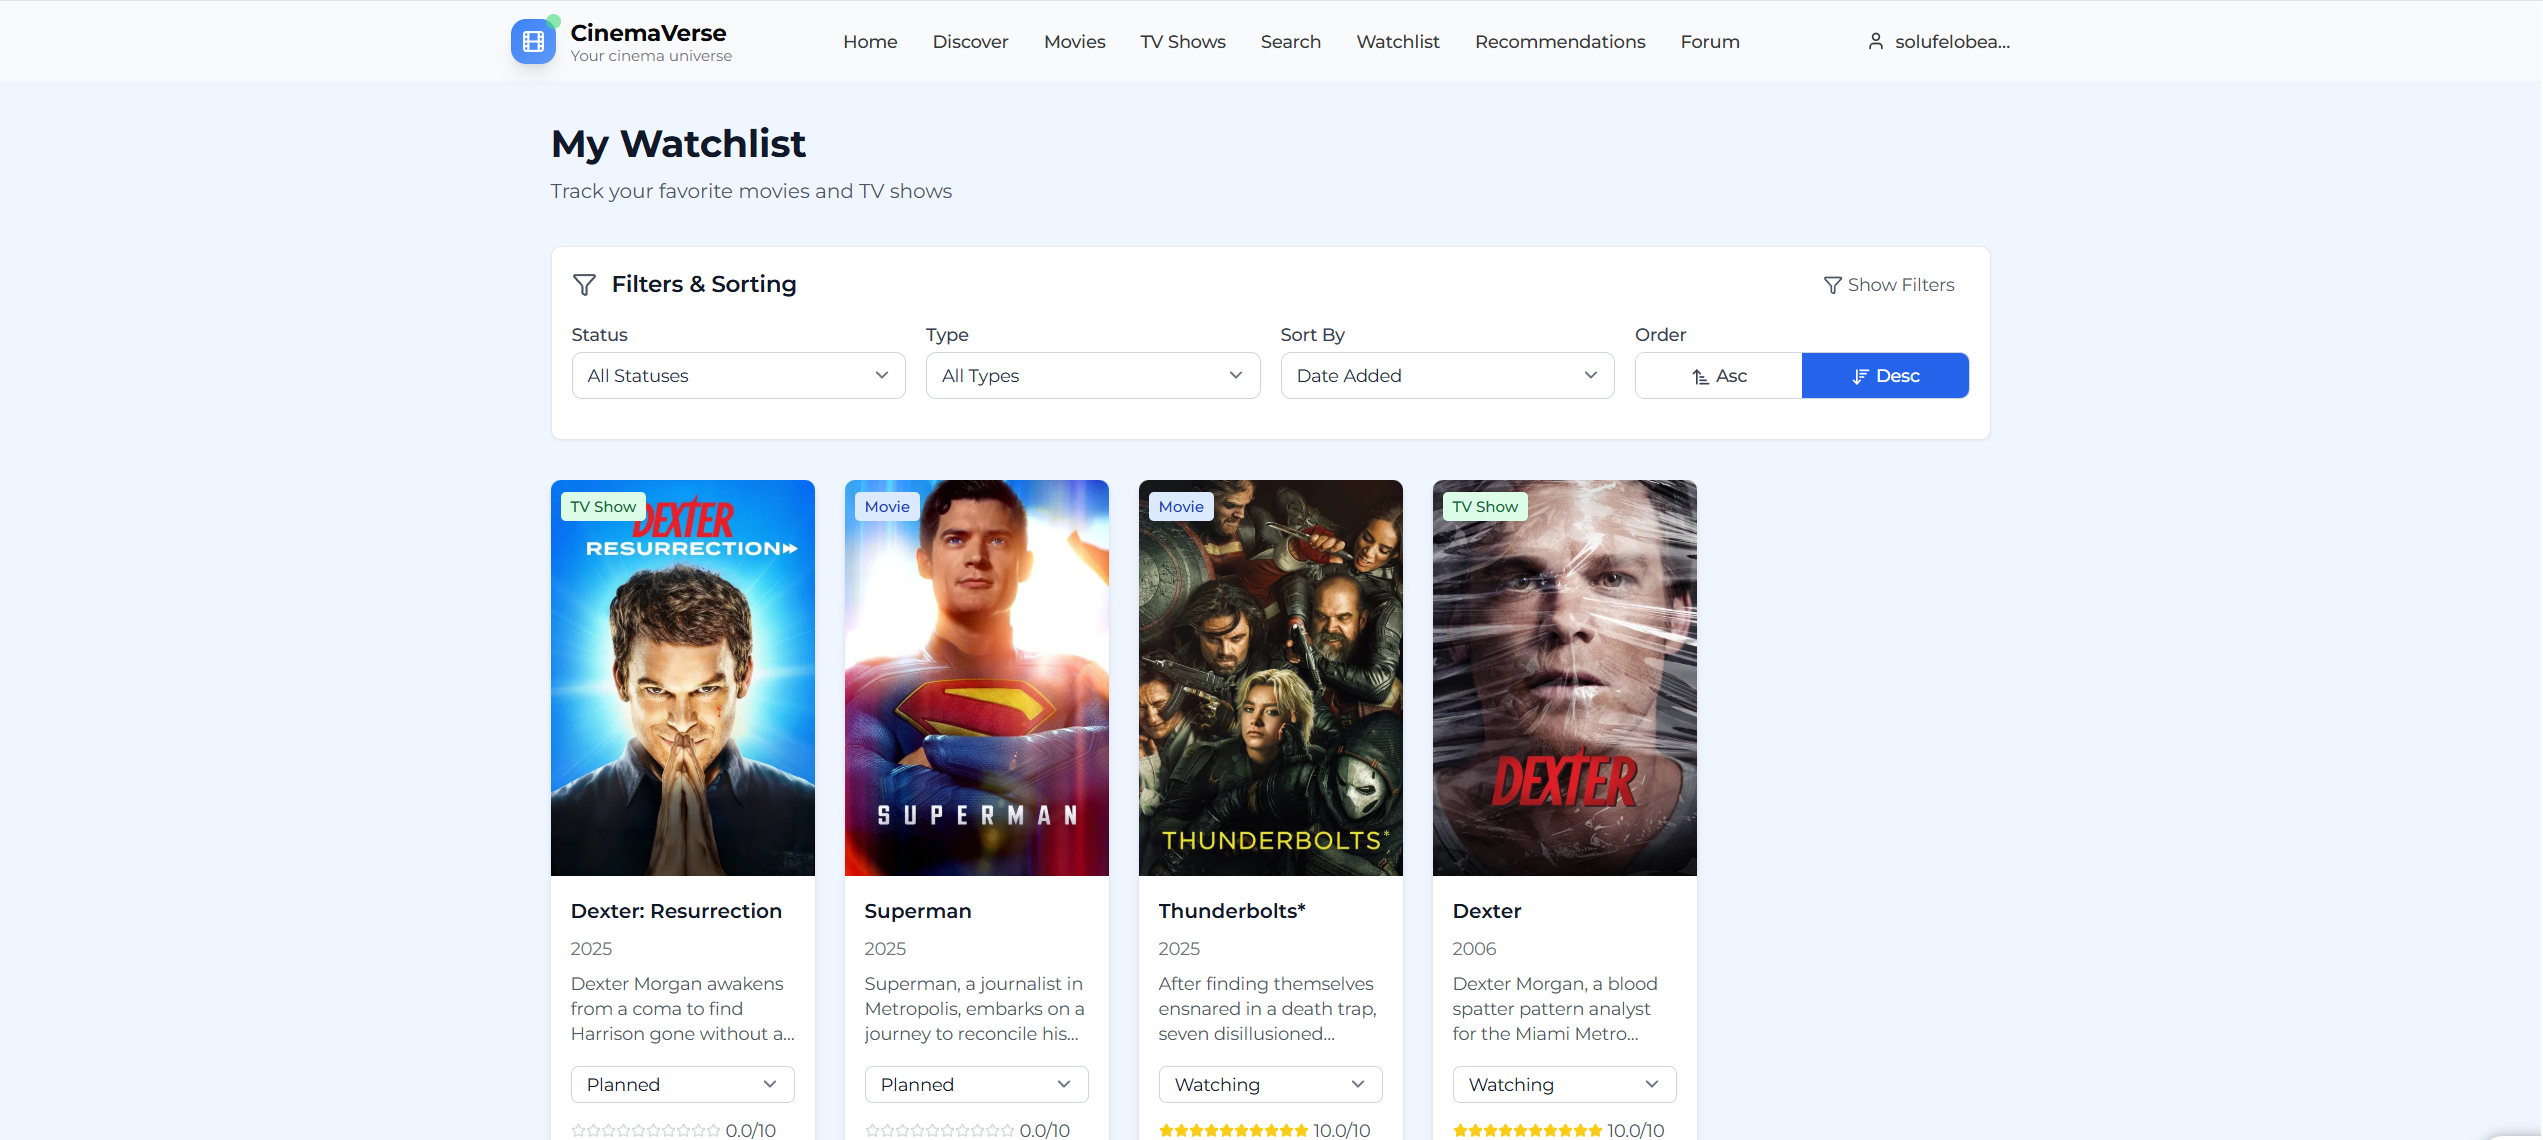 CinemaVerse
Your cinema universe
Home Discover Movies TV Shows Search Watchlist Recommendations Forum
solufelobea...
My Watchlist
Track your favorite movies and TV shows
Filters & Sorting
Show Filters
Status Type Sort By Order
All Statuses All Types Date Added Asc Desc
TV Show
DEXTER
RESURRECTION
Dexter: Resurrection
2025
Dexter Morgan awakens
from a coma to find
Harrison gone without a...
Planned
0.0/10
Movie
SUPERMAN
Superman
2025
Superman, a journalist in
Metropolis, embarks on a
journey to reconcile his...
Planned
0.0/10
Movie
THUNDERBOLTS*
Thunderbolts*
2025
After finding themselves
ensnared in a death trap,
seven disillusioned...
Watching
10.0/10
TV Show
DEXTER
Dexter
2006
Dexter Morgan, a blood
spatter pattern analyst
for the Miami Metro...
Watching
10.0/10